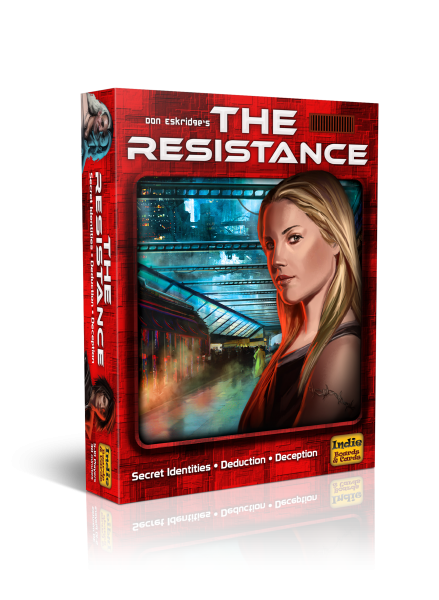 Don Eskridge's
THE
RESISTANCE
Secret Identities • Deduction • Deception
Indie
Boards
& Cards
THE
RESISTANCE
Secret Identities • Deduction • Deception